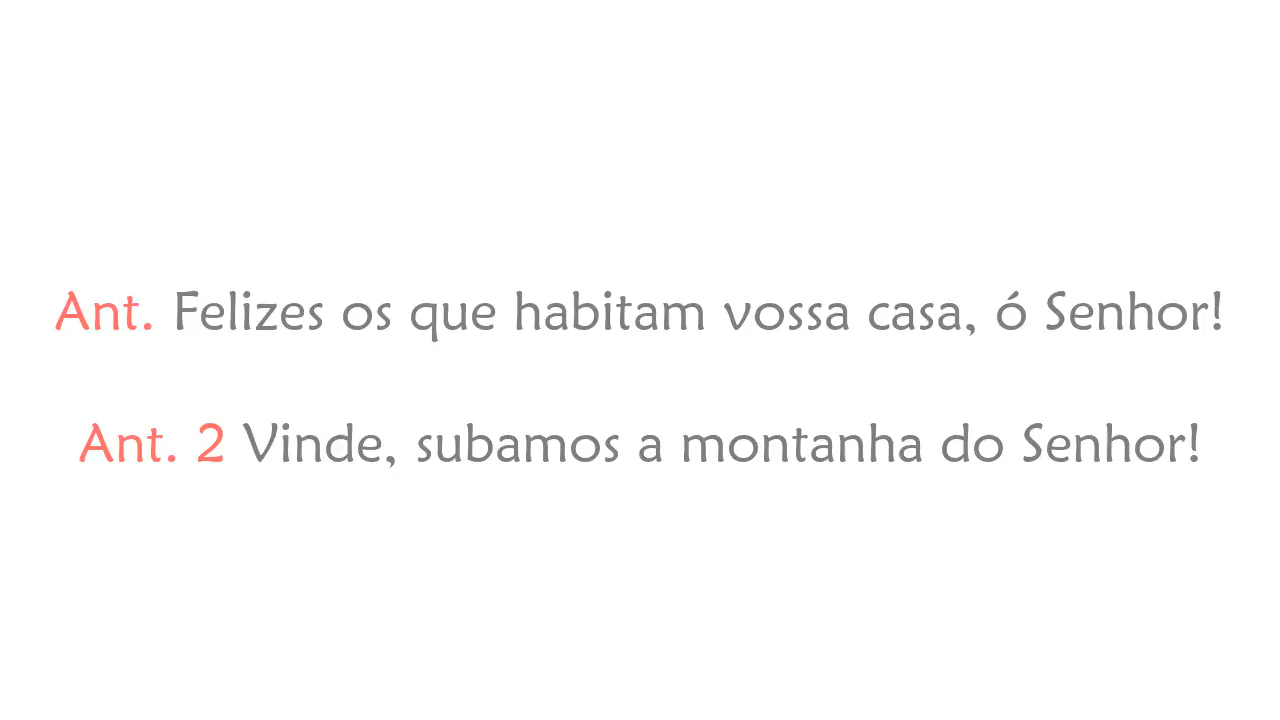 Ant. Felizes os que habitam vossa casa, ó Senhor!
Ant. 2 Vinde, subamos a montanha do Senhor!